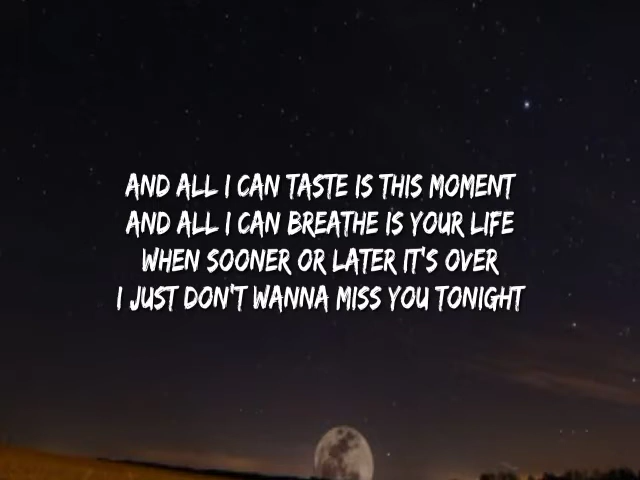 AND ALL I CAN TASTE IS THIS MOMENT
AND ALL I CAN BREATHE IS YOUR LIFE
WHEN SOONER OR LATER IT'S OVER
I JUST DON'T WANNA MISS YOU TONIGHT